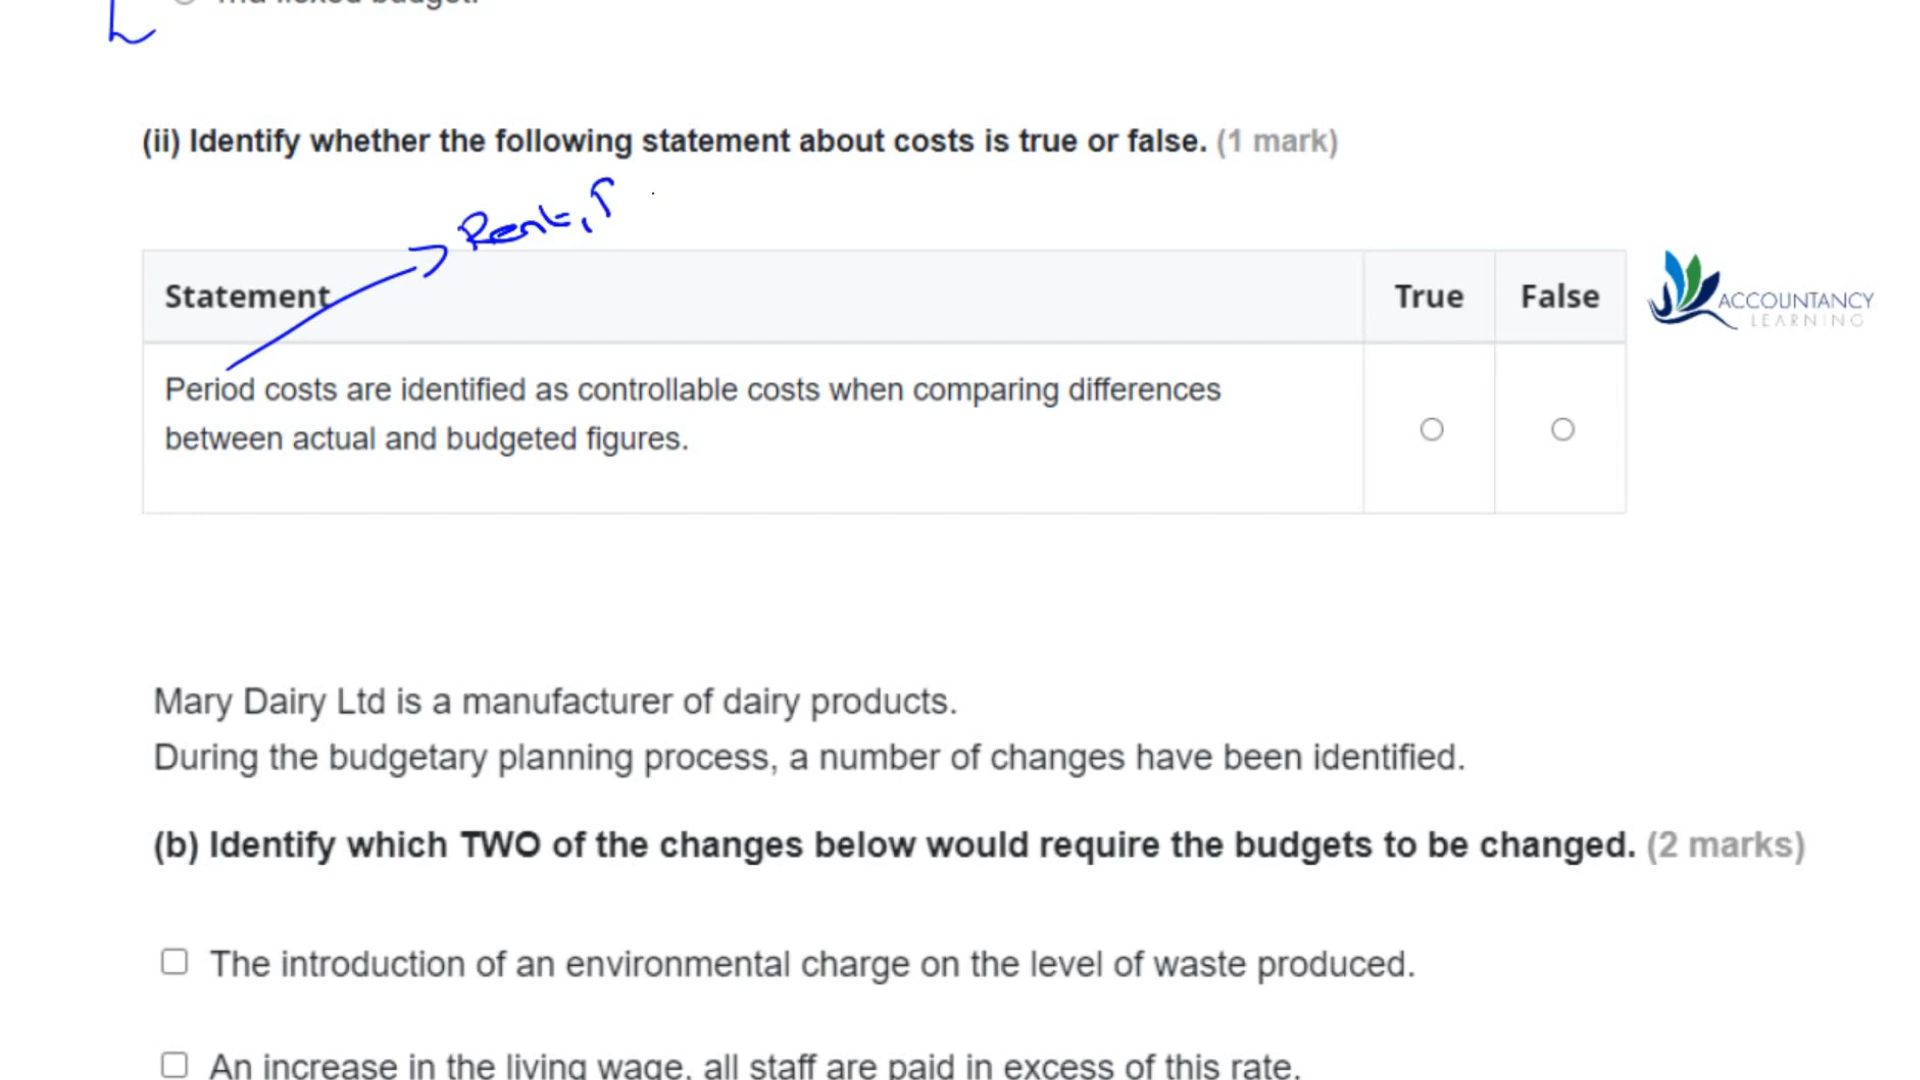 (ii) Identify whether the following statement about costs is true or false. (1 mark)
Rent,
Statement True False
ACCOUNTANCY
LEARNING
Period costs are identified as controllable costs when comparing differences
between actual and budgeted figures.
Mary Dairy Ltd is a manufacturer of dairy products.
During the budgetary planning process, a number of changes have been identified.
(b) Identify which TWO of the changes below would require the budgets to be changed. (2 marks)
The introduction of an environmental charge on the level of waste produced.
An increase in the living wage, all staff are paid in excess of this rate.